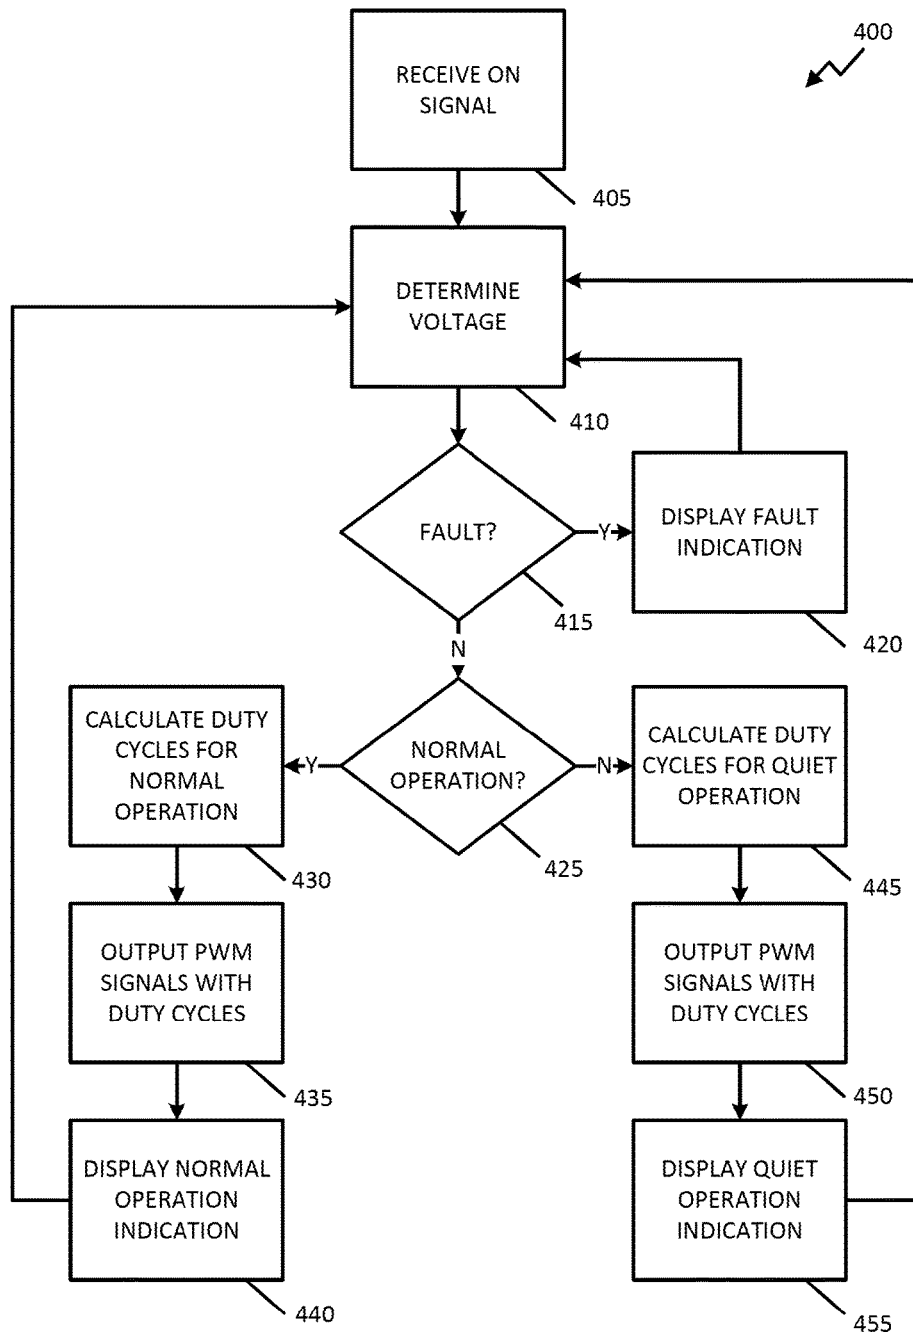 400
RECEIVE ON
SIGNAL
405
DETERMINE
VOLTAGE
410
FAULT?
Y
415
DISPLAY FAULT
INDICATION
420
N
CALCULATE DUTY
CYCLES FOR
NORMAL
OPERATION
430
Y
NORMAL
OPERATION?
425
N
CALCULATE DUTY
CYCLES FOR QUIET
OPERATION
445
OUTPUT PWM
SIGNALS WITH
DUTY CYCLES
435
OUTPUT PWM
SIGNALS WITH
DUTY CYCLES
450
DISPLAY NORMAL
OPERATION
INDICATION
440
DISPLAY QUIET
OPERATION
INDICATION
455